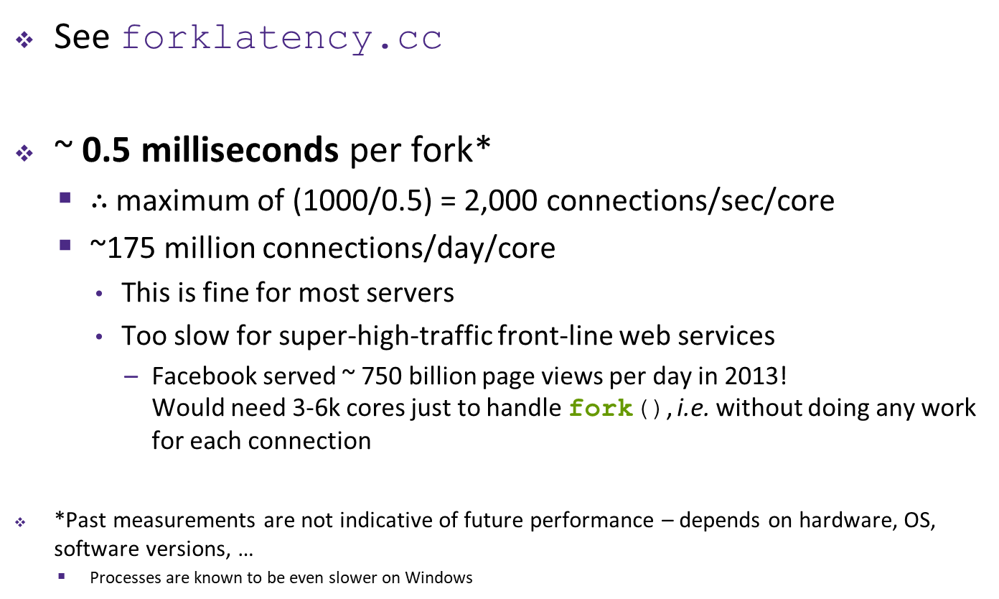 See forklatency.cc
~ 0.5 milliseconds per fork*
∴ maximum of (1000/0.5) = 2,000 connections/sec/core
~175 million connections/day/core
This is fine for most servers
Too slow for super-high-traffic front-line web services
– Facebook served ~ 750 billion page views per day in 2013!
Would need 3-6k cores just to handle fork(), i.e. without doing any work
for each connection
*Past measurements are not indicative of future performance – depends on hardware, OS,
software versions, …
Processes are known to be even slower on Windows